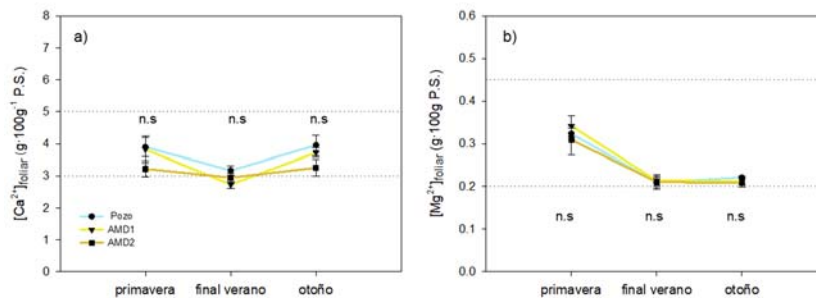 a)
[Ca²⁺]foliar (g·100g⁻¹ P.S.)
8
7
6
5
4
3
2
1
0
n.s
n.s
n.s
Pozo
AMD1
AMD2
primavera
final verano
otoño
b)
[Mg²⁺]foliar (g·100g P.S.)
0.6
0.5
0.4
0.3
0.2
0.1
0.0
n.s
n.s
n.s
primavera
final verano
otoño